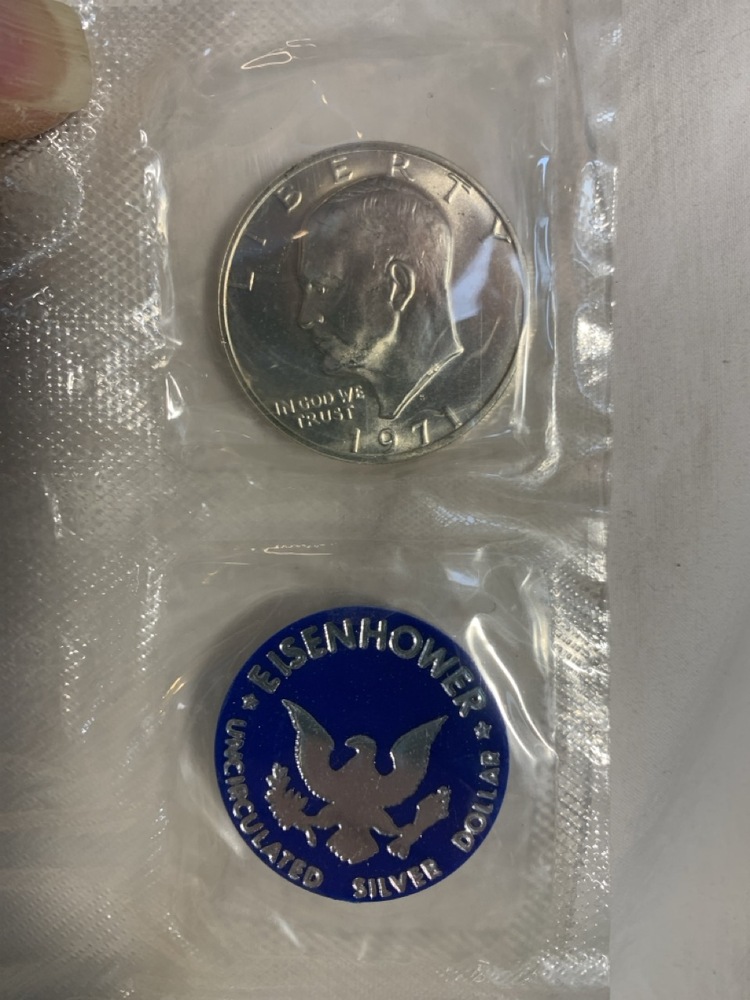 LIBERTY
IN GOD WE
TRUST
S
1971
EISENHOWER
UNCIRCULATED SILVER DOLLAR